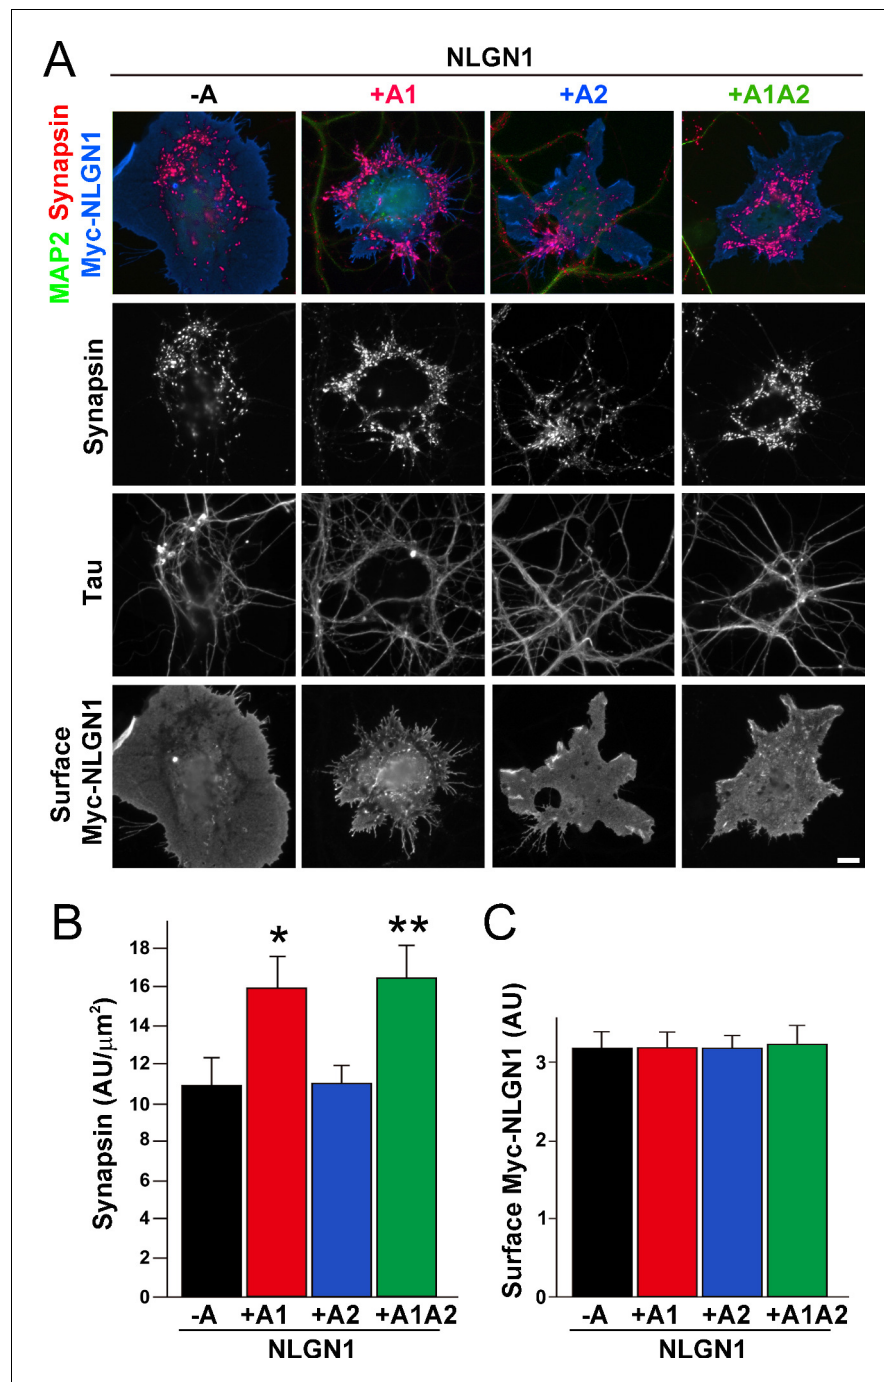 A
NLGN1
-A +A1 +A2 +A1A2
MAP2 Synapsin
Myc-NLGN1
Synapsin
Tau
Surface
Myc-NLGN1
B
Synapsin (AU/μm²)
18
16
14
12
10
8
6
4
2
0
* **
-A +A1 +A2 +A1A2
NLGN1
C
Surface Myc-NLGN1 (AU)
3
2
1
0
-A +A1 +A2 +A1A2
NLGN1